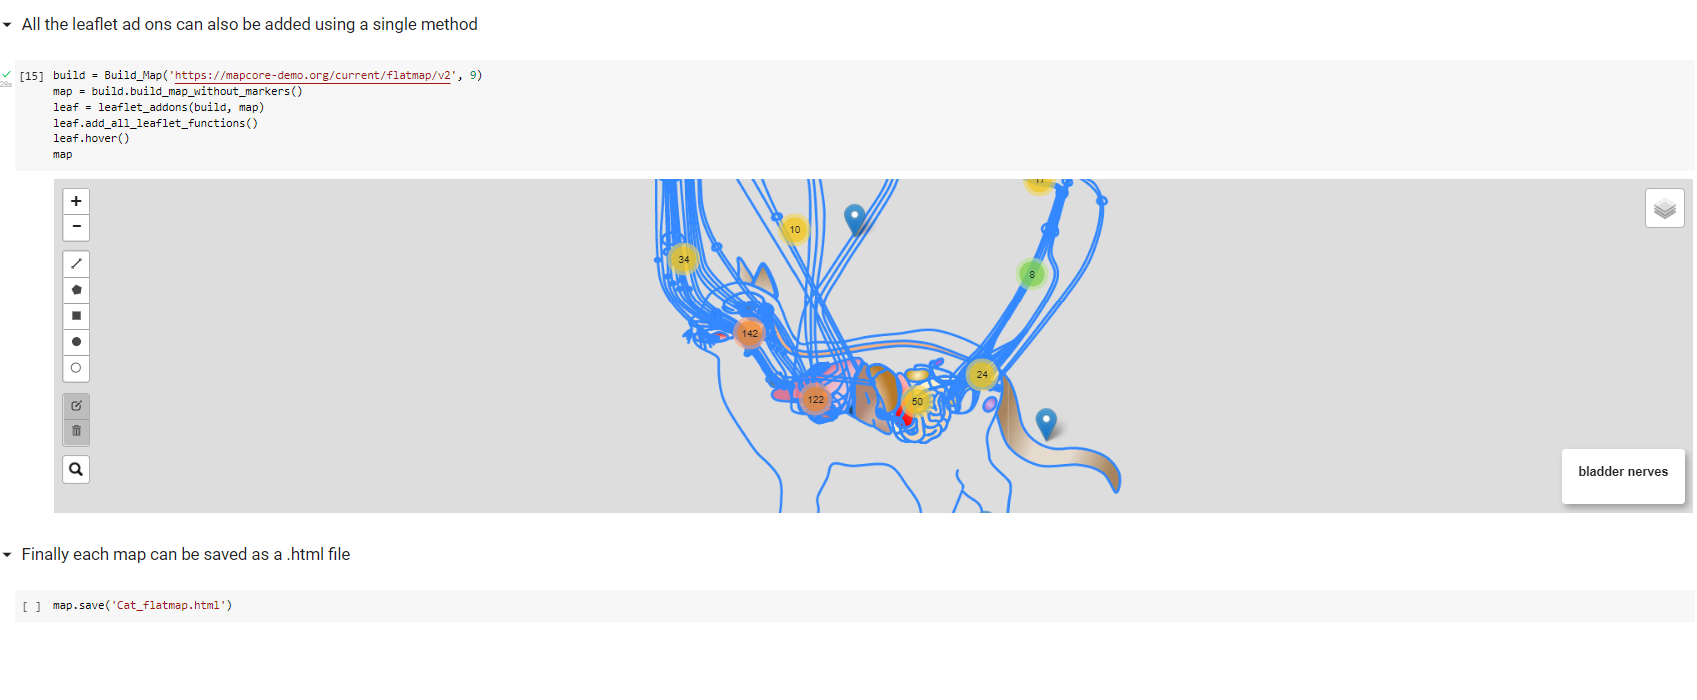 All the leaflet ad ons can also be added using a single method
[15] build = Build_Map('https://mapcore-demo.org/current/flatmap/v2', 9)
28s
map = build.build_map_without_markers()
leaf = leaflet_addons(build, map)
leaf.add_all_leaflet_functions()
leaf.hover()
map
+
−
17
10
34
8
142
24
122
50
bladder nerves
Finally each map can be saved as a .html file
[ ] map.save('Cat_flatmap.html')